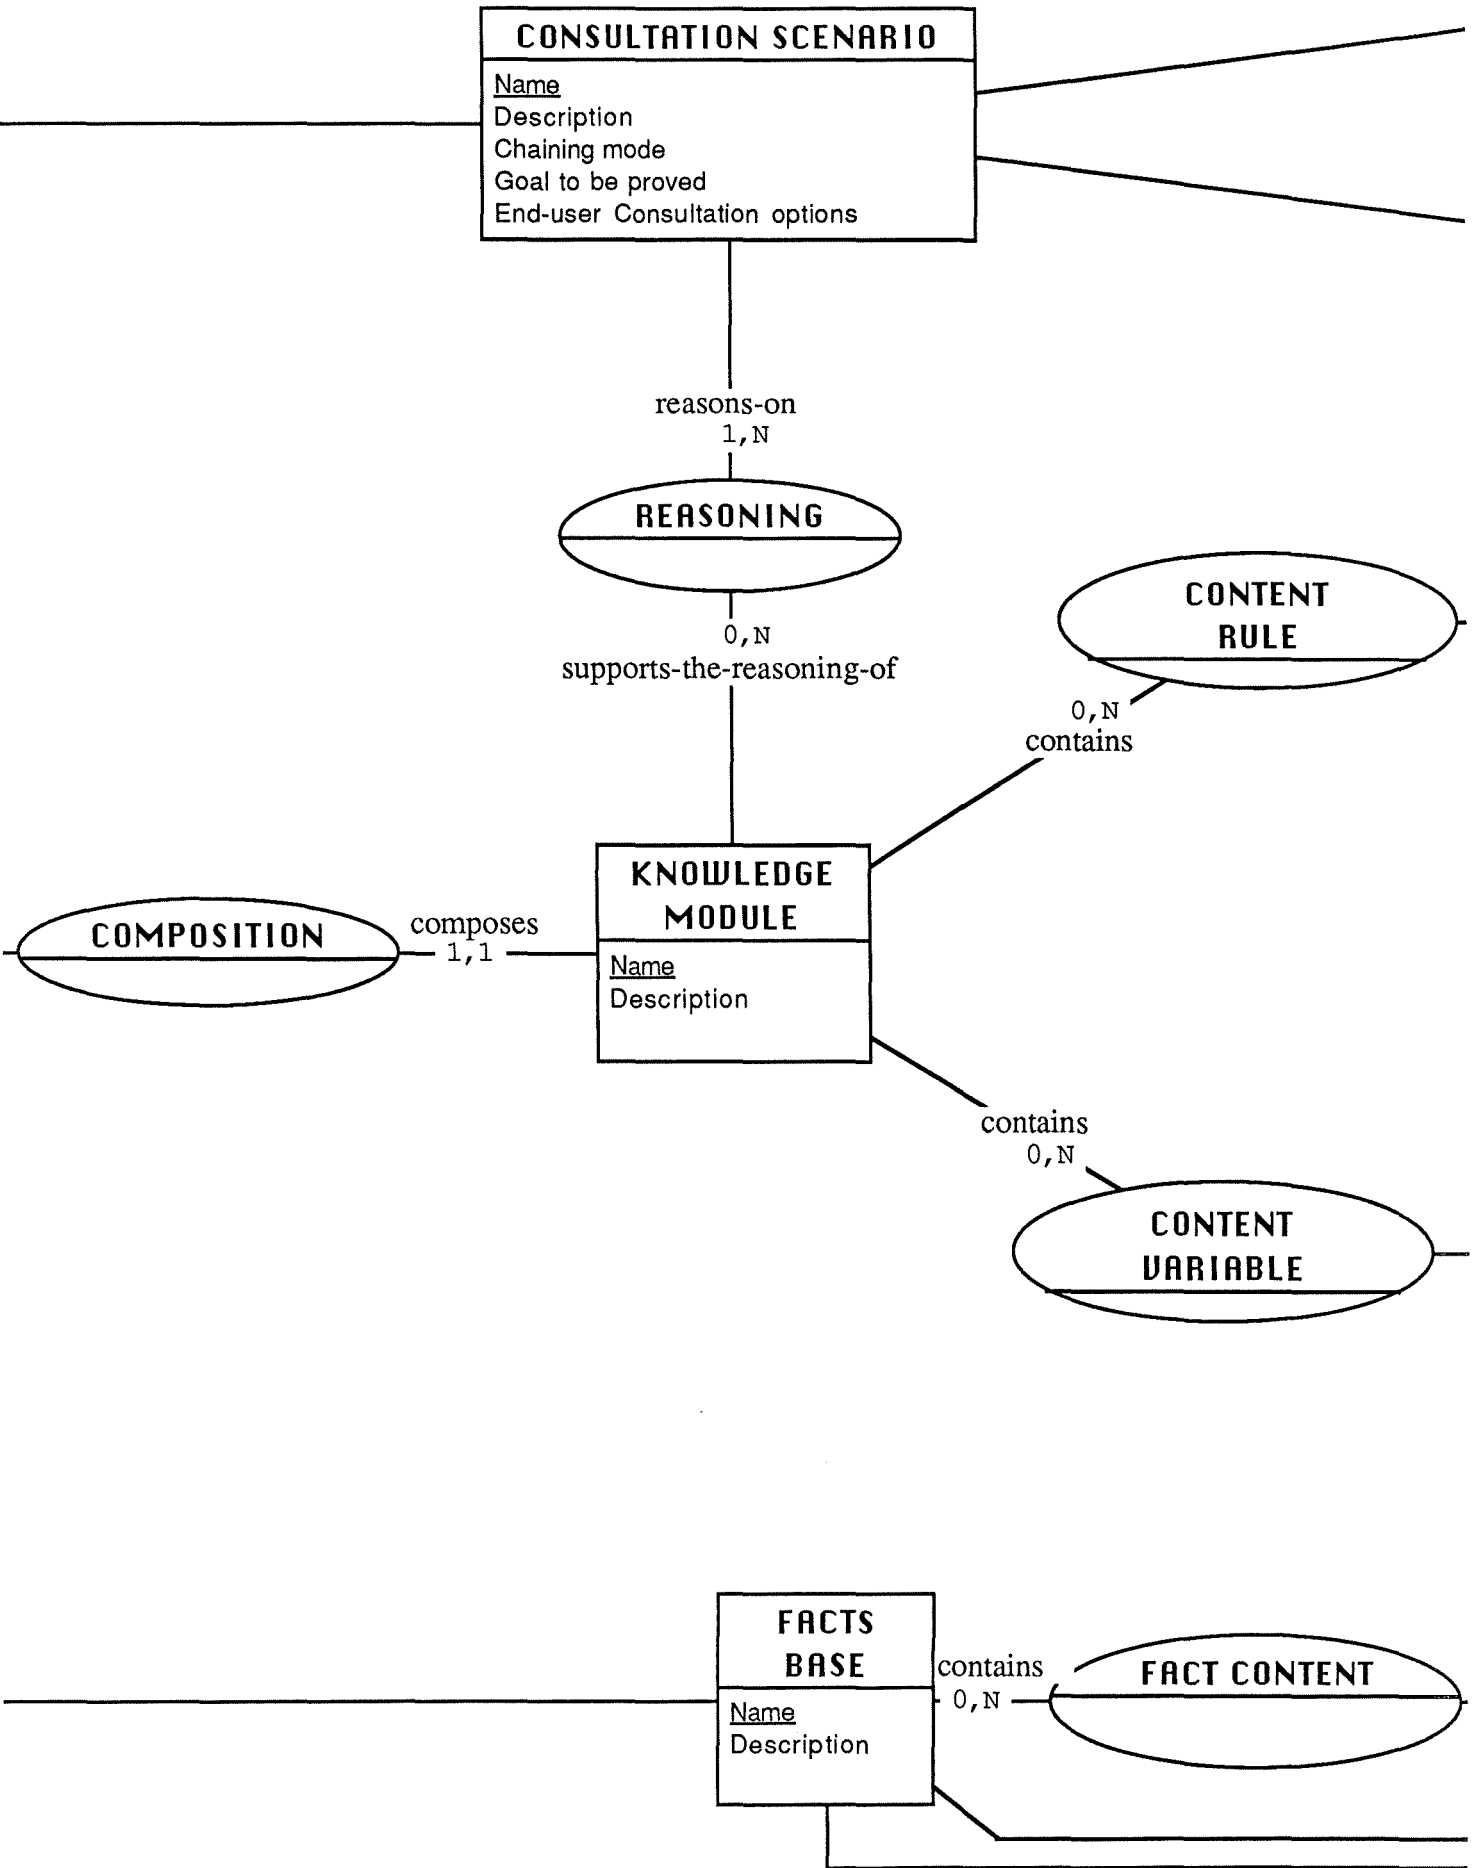 CONSULTATION SCENARIO
Name
Description
Chaining mode
Goal to be proved
End-user Consultation options
reasons-on
1,N
REASONING
0,N
supports-the-reasoning-of
CONTENT
RULE
0,N
contains
KNOWLEDGE
MODULE
Name
Description
COMPOSITION
composes
1,1
contains
0,N
CONTENT
VARIABLE
FACTS
BASE
Name
Description
contains
0,N
FACT CONTENT